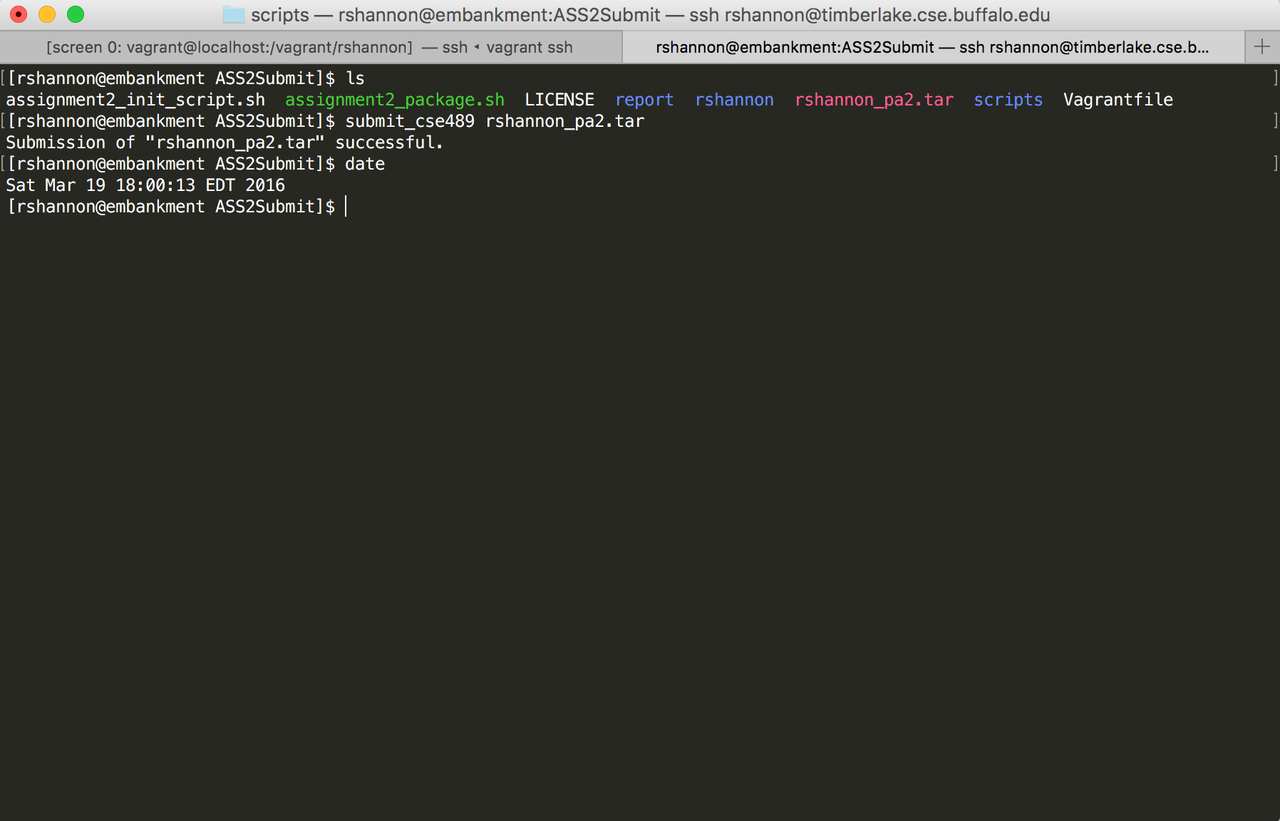 scripts — rshannon@embankment:ASS2Submit — ssh rshannon@timberlake.cse.buffalo.edu
[screen 0: vagrant@localhost:/vagrant/rshannon] — ssh ◂ vagrant ssh
rshannon@embankment:ASS2Submit — ssh rshannon@timberlake.cse.b... +
[[rshannon@embankment ASS2Submit]$ ls ]
assignment2_init_script.sh assignment2_package.sh LICENSE report rshannon rshannon_pa2.tar scripts Vagrantfile
[[rshannon@embankment ASS2Submit]$ submit_cse489 rshannon_pa2.tar ]
Submission of "rshannon_pa2.tar" successful.
[[rshannon@embankment ASS2Submit]$ date ]
Sat Mar 19 18:00:13 EDT 2016
[rshannon@embankment ASS2Submit]$